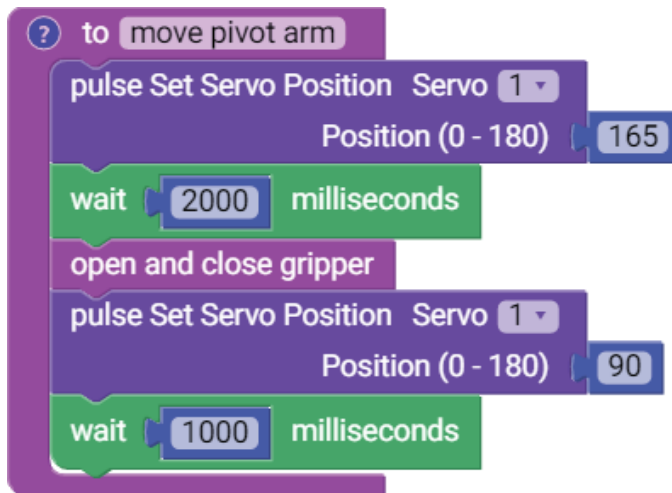 ? to move pivot arm
pulse Set Servo Position Servo 1
Position (0 - 180) 165
wait 2000 milliseconds
open and close gripper
pulse Set Servo Position Servo 1
Position (0 - 180) 90
wait 1000 milliseconds